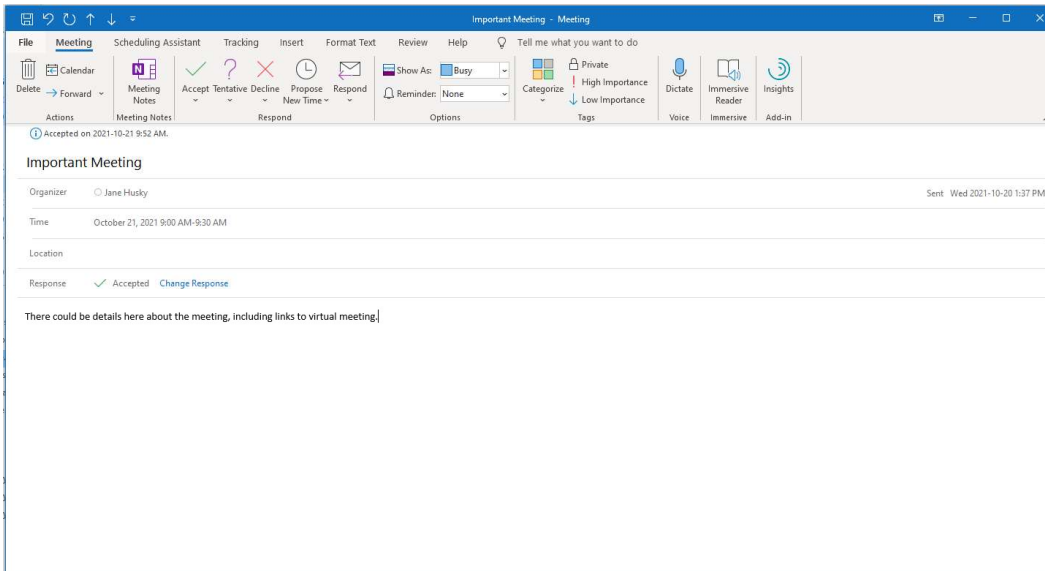 Important Meeting - Meeting
File Meeting Scheduling Assistant Tracking Insert Format Text Review Help Tell me what you want to do
Delete
Calendar
Forward
Actions
Meeting Notes
Meeting Notes
Accept Tentative Decline Propose New Time Respond
Respond
Show As: Busy
Reminder: None
Options
Categorize
Private
High Importance
Low Importance
Tags
Dictate
Voice
Immersive Reader
Immersive
Insights
Add-in
Accepted on 2021-10-21 9:52 AM.
Important Meeting
Organizer Jane Husky Sent Wed 2021-10-20 1:37 PM
Time October 21, 2021 9:00 AM-9:30 AM
Location
Response Accepted Change Response
There could be details here about the meeting, including links to virtual meeting.